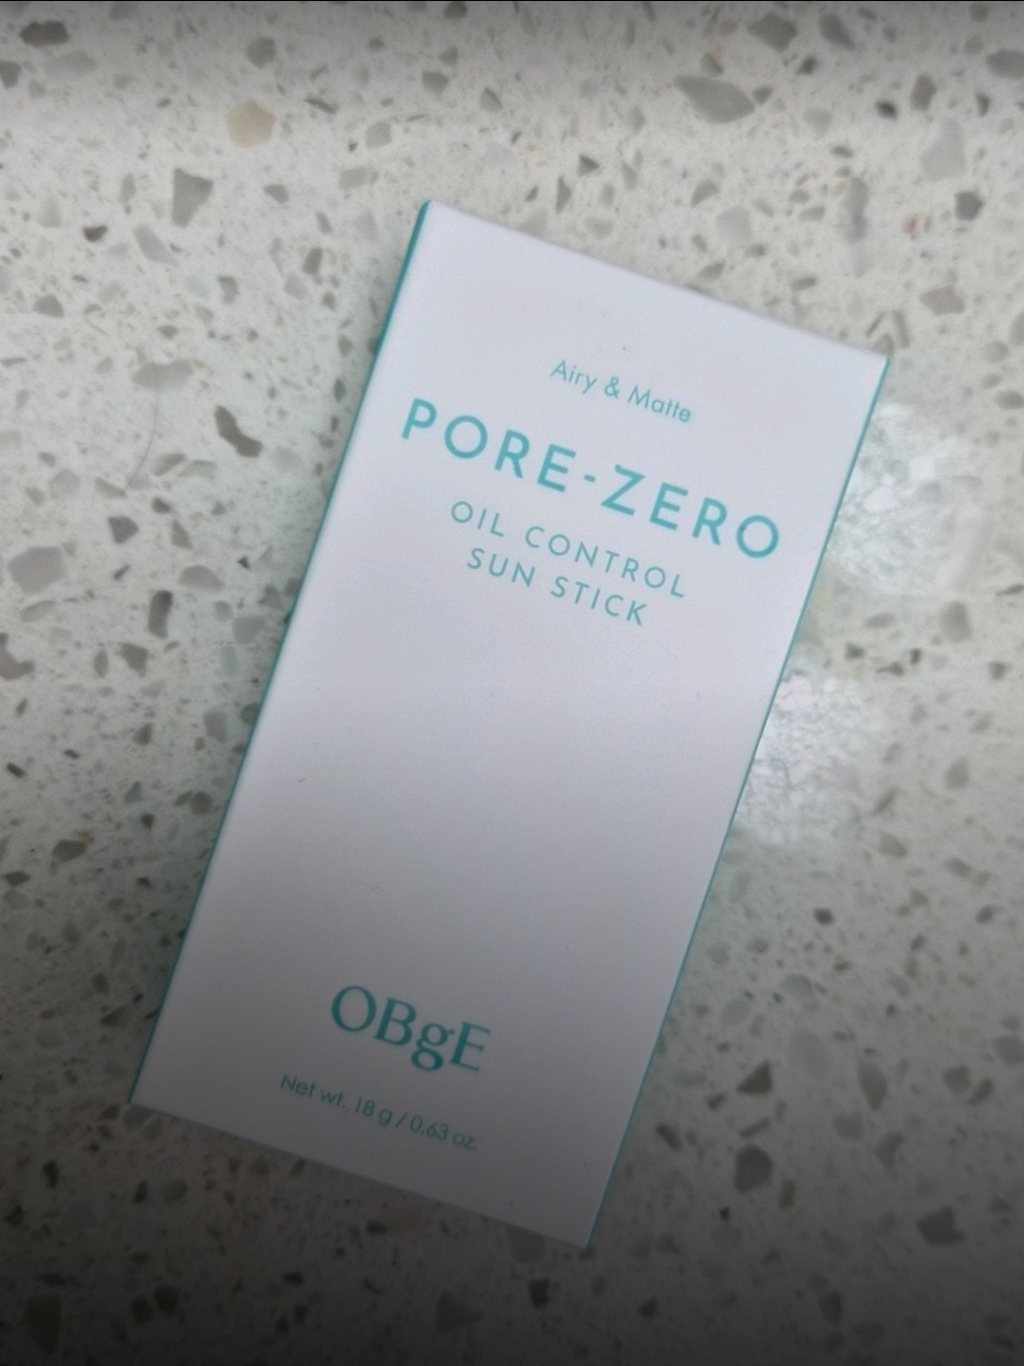 Airy & Matte
PORE-ZERO
OIL CONTROL
SUN STICK
OBgE
Net wt. 18 g / 0.63 oz.